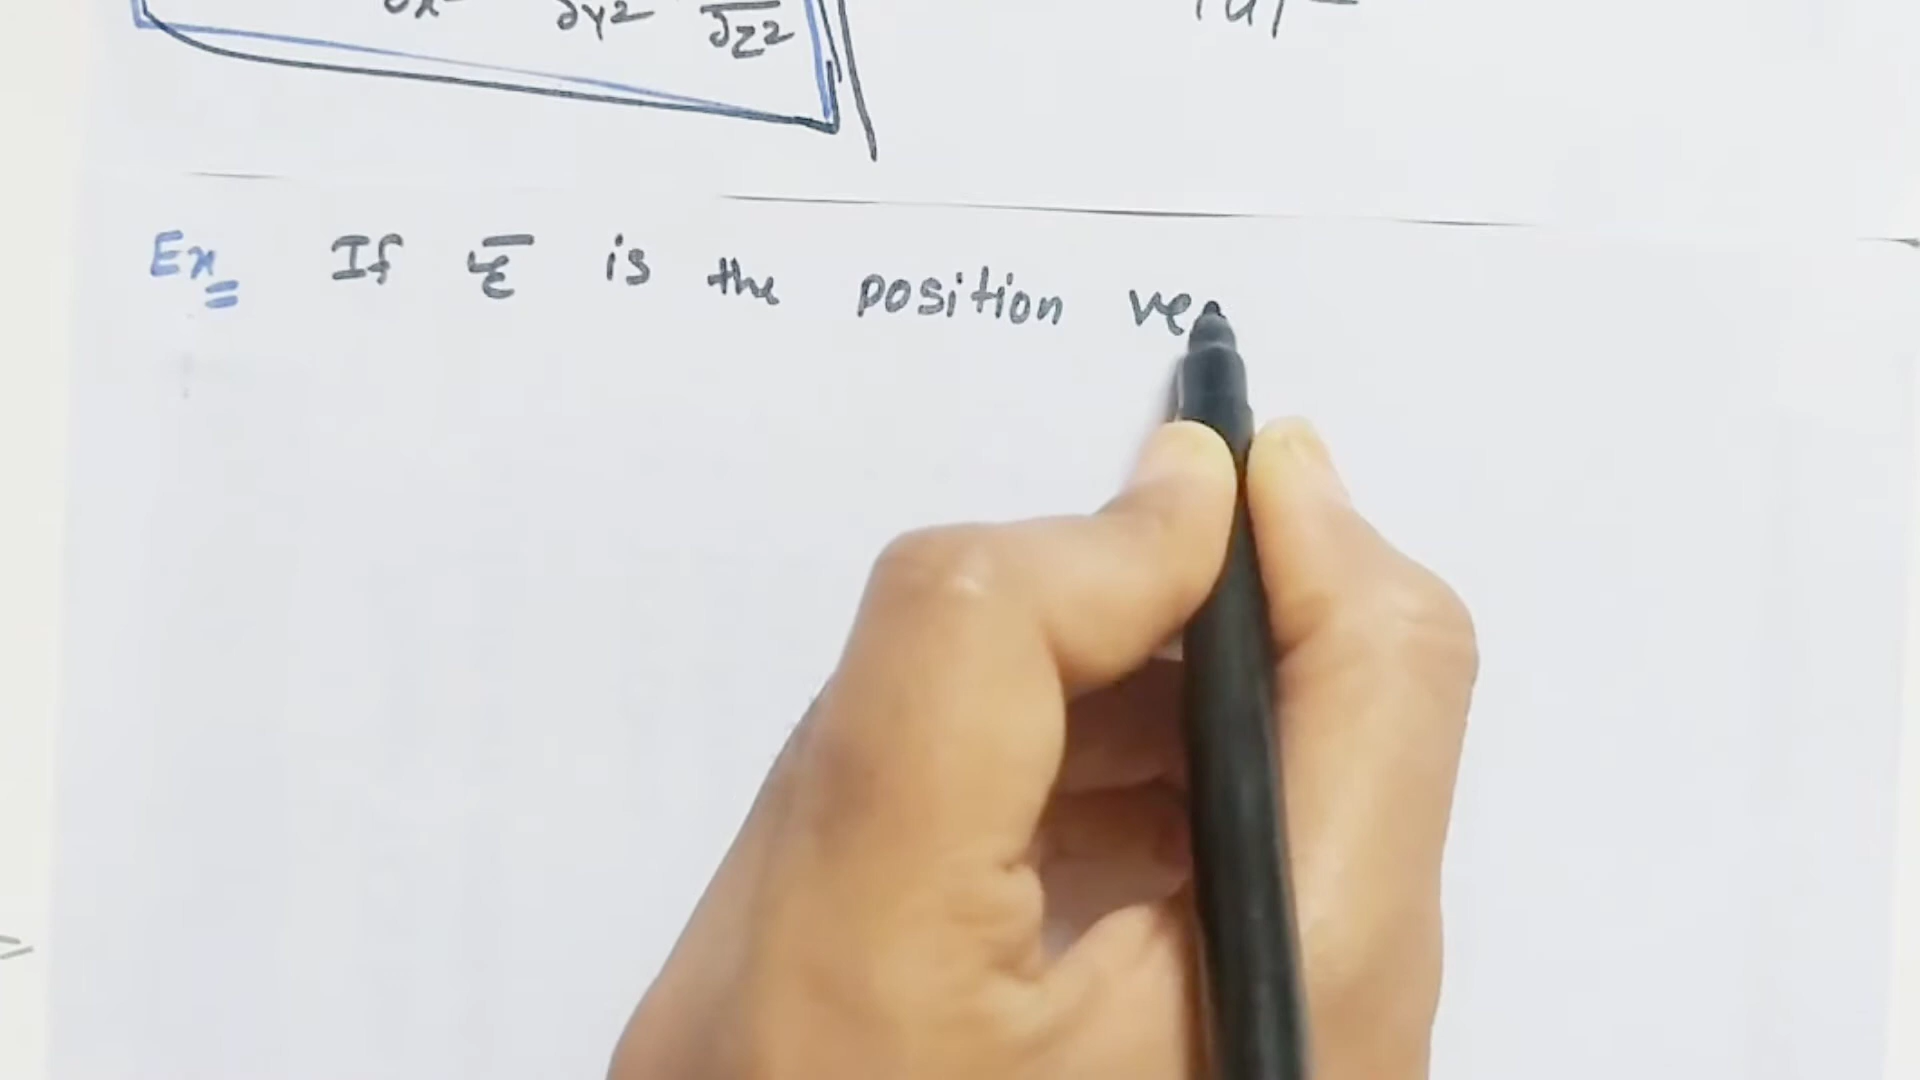 ∂y² ∂z²
Ex If r̄ is the position ve